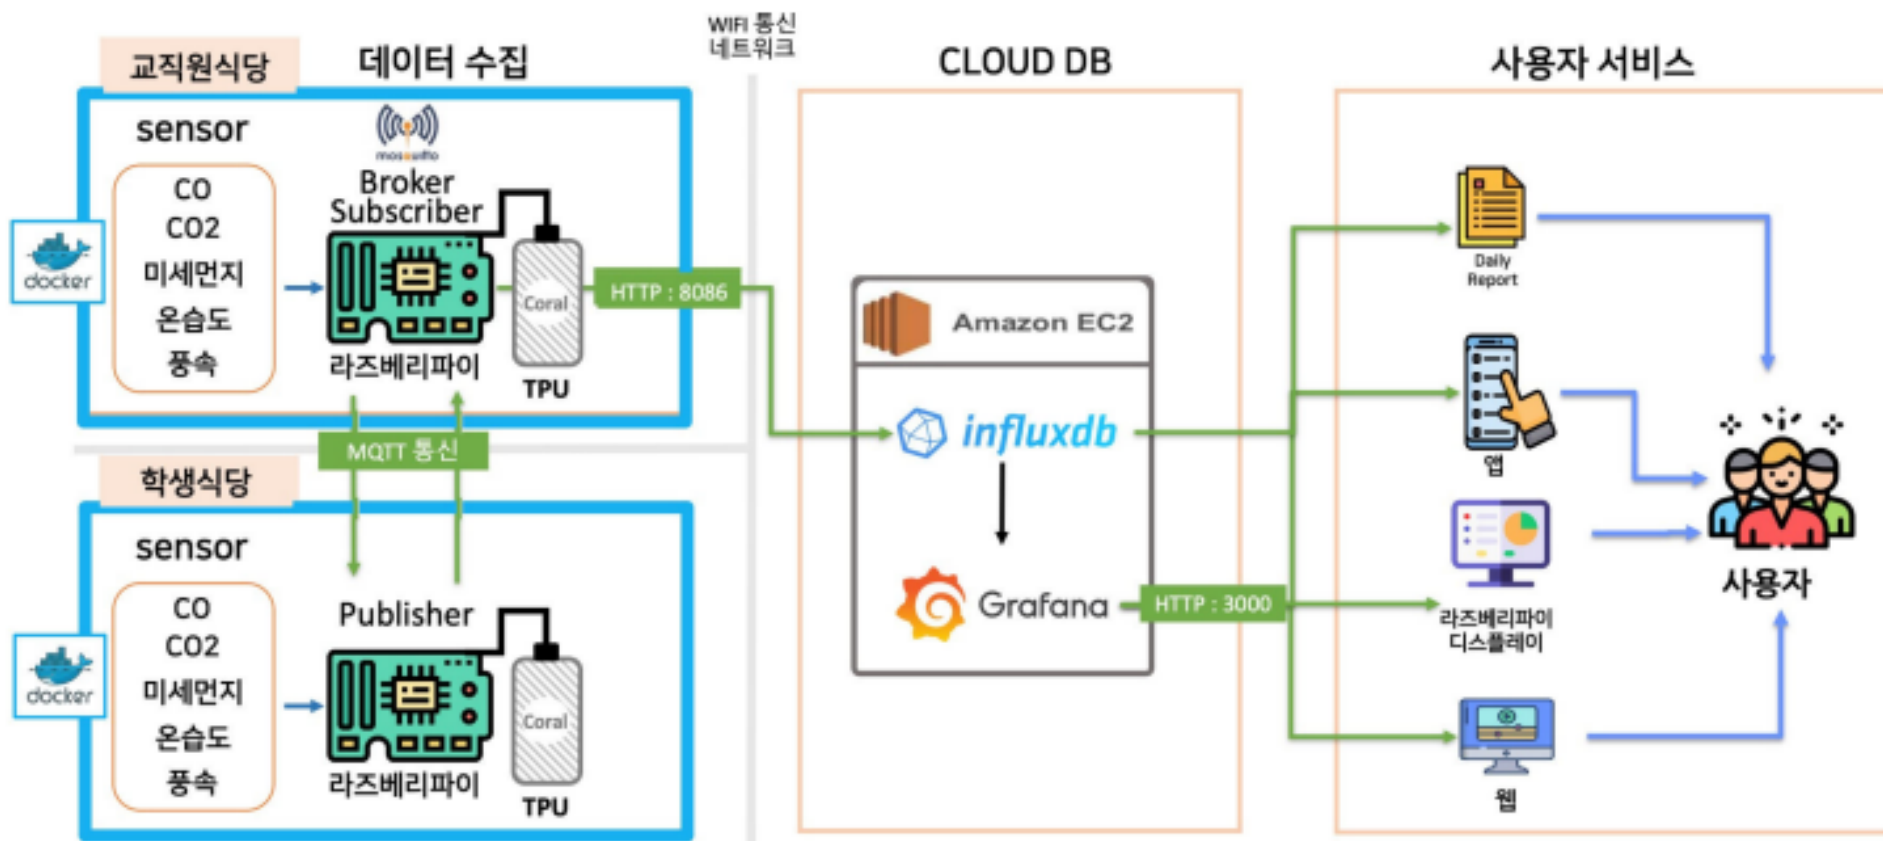 WIFI 통신
네트워크
교직원식당
데이터 수집
CLOUD DB
사용자 서비스
sensor
mosquitto
Broker
Subscriber
CO
CO2
미세먼지
온습도
풍속
docker
Coral
라즈베리파이
TPU
HTTP : 8086
MQTT 통신
학생식당
sensor
Publisher
CO
CO2
미세먼지
온습도
풍속
docker
Coral
라즈베리파이
TPU
Amazon EC2
influxdb
Grafana
HTTP : 3000
Daily
Report
앱
라즈베리파이
디스플레이
웹
사용자